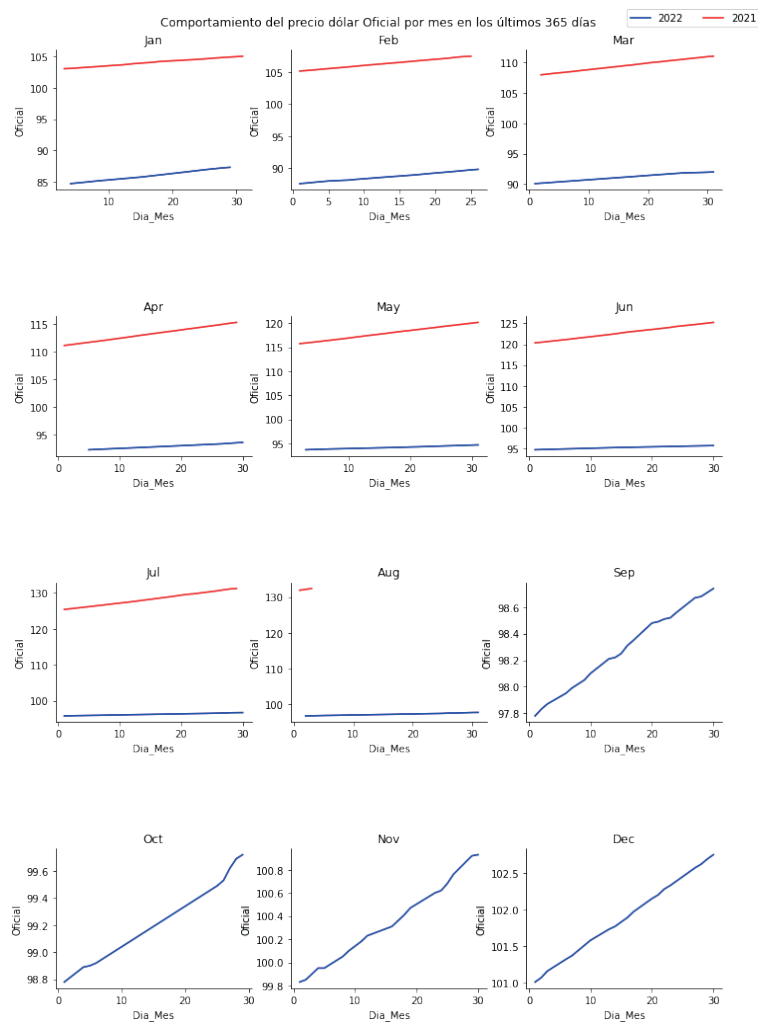 Comportamiento del precio dólar Oficial por mes en los últimos 365 días
2022 2021
Jan
105
100
95
90
85
Oficial
10 20 30
Dia_Mes
Feb
105
100
95
90
Oficial
0 5 10 15 20 25
Dia_Mes
Mar
110
105
100
95
90
Oficial
10 20 30
Dia_Mes
Apr
115
110
105
100
95
Oficial
0 10 20 30
Dia_Mes
May
120
115
110
105
100
95
Oficial
10 20 30
Dia_Mes
Jun
125
120
115
110
105
100
95
Oficial
0 10 20 30
Dia_Mes
Jul
130
120
110
100
Oficial
0 10 20 30
Dia_Mes
Aug
130
120
110
100
Oficial
0 10 20 30
Dia_Mes
Sep
98.6
98.4
98.2
98.0
97.8
Oficial
0 10 20 30
Dia_Mes
Oct
99.6
99.4
99.2
99.0
98.8
Oficial
0 10 20 30
Dia_Mes
Nov
100.8
100.6
100.4
100.2
100.0
99.8
Oficial
0 10 20 30
Dia_Mes
Dec
102.5
102.0
101.5
101.0
Oficial
0 10 20 30
Dia_Mes